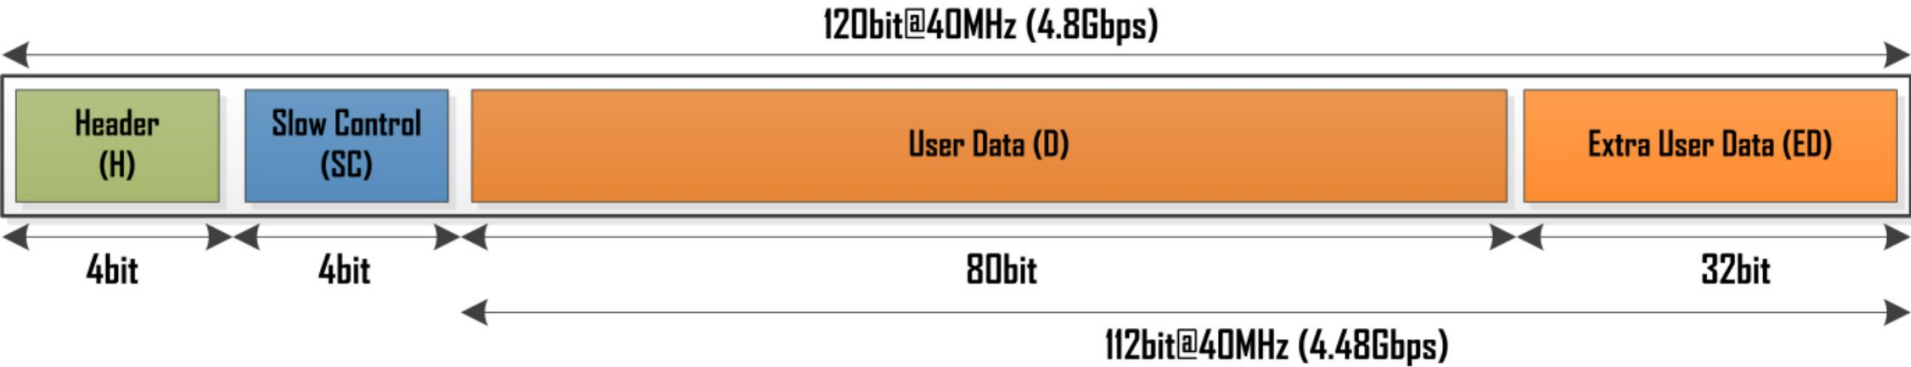 120bit@40MHz (4.8Gbps)
Header
(H)
Slow Control
(SC)
User Data (D)
Extra User Data (ED)
4bit
4bit
80bit
32bit
112bit@40MHz (4.48Gbps)